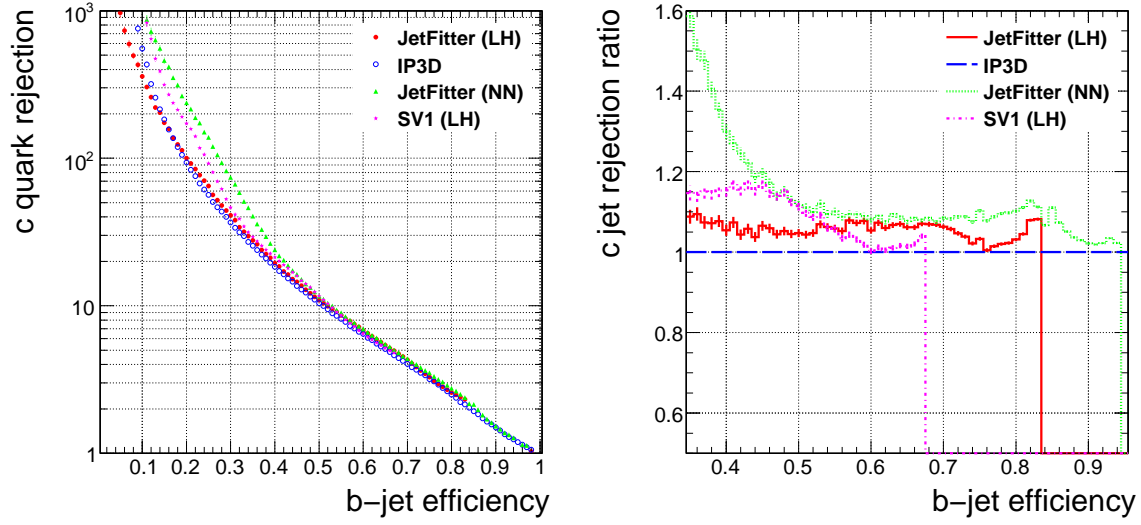 c quark rejection
10³
10²
10
1
JetFitter (LH)
IP3D
JetFitter (NN)
SV1 (LH)
0.1 0.2 0.3 0.4 0.5 0.6 0.7 0.8 0.9 1
b-jet efficiency
c jet rejection ratio
1.6
1.4
1.2
1
0.8
0.6
JetFitter (LH)
IP3D
JetFitter (NN)
SV1 (LH)
0.4 0.5 0.6 0.7 0.8 0.9
b-jet efficiency